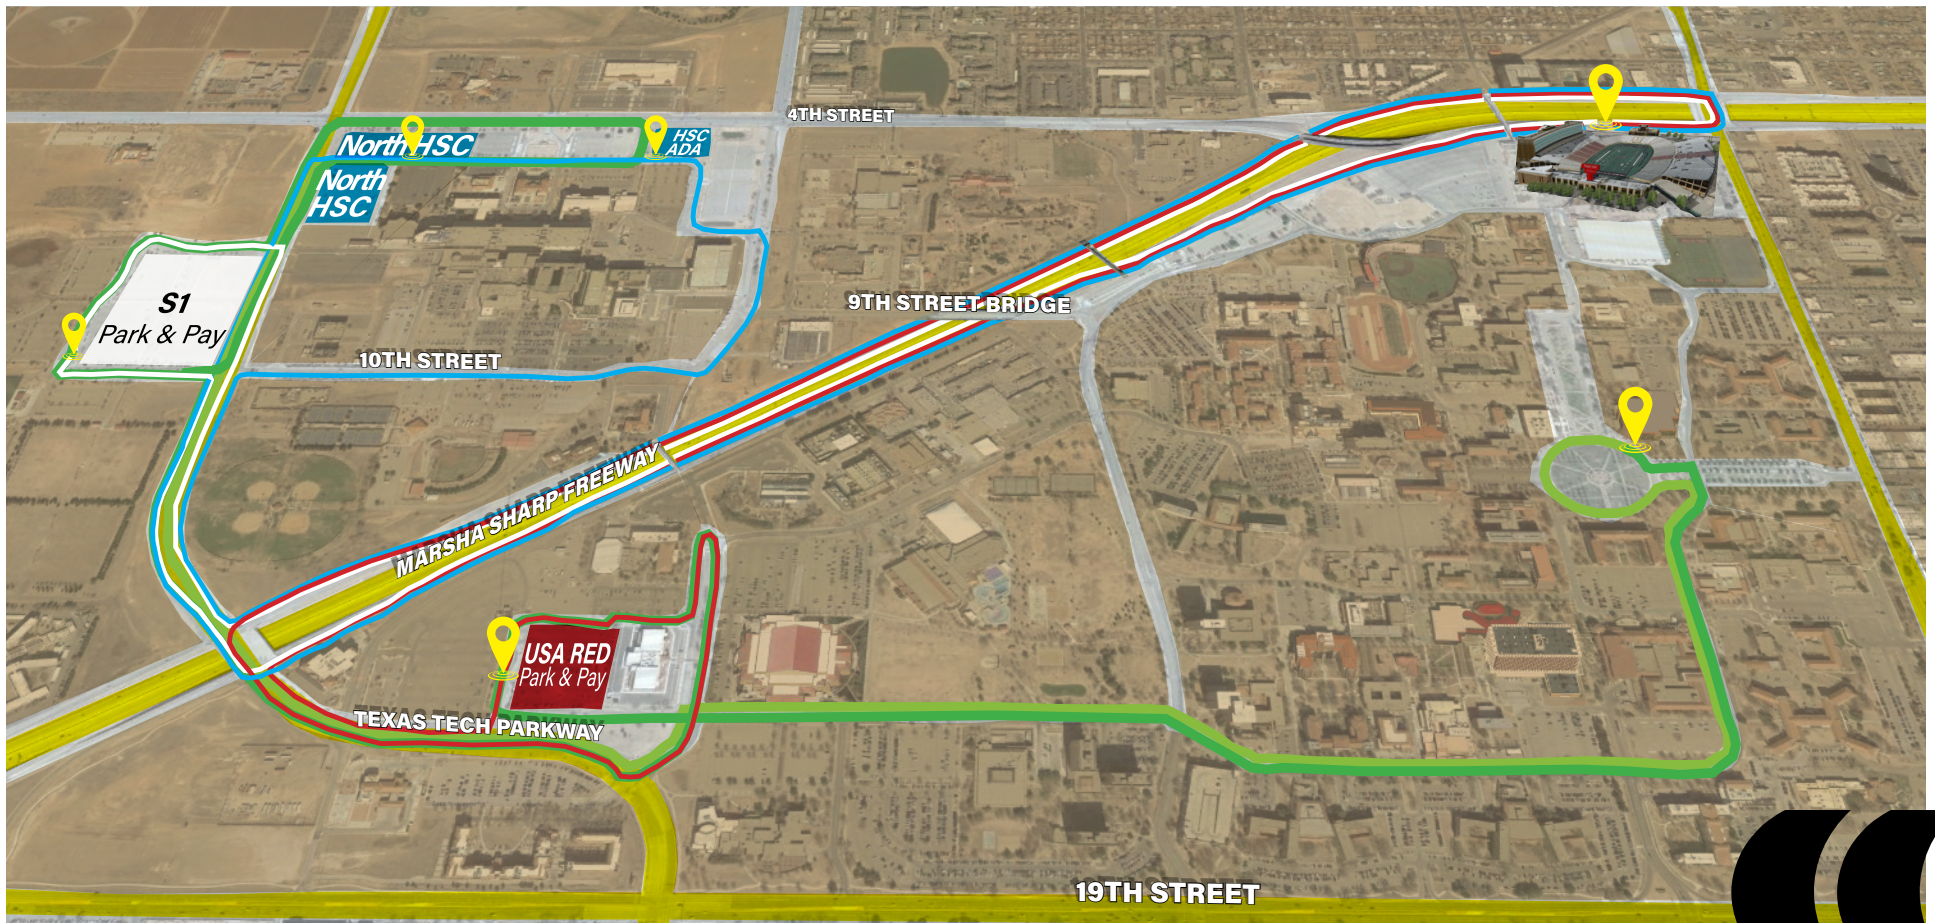 4TH STREET
North HSC
HSC
ADA
North
HSC
S1
Park & Pay
9TH STREET BRIDGE
10TH STREET
MARSHA SHARP FREEWAY
USA RED
Park & Pay
TEXAS TECH PARKWAY
19TH STREET